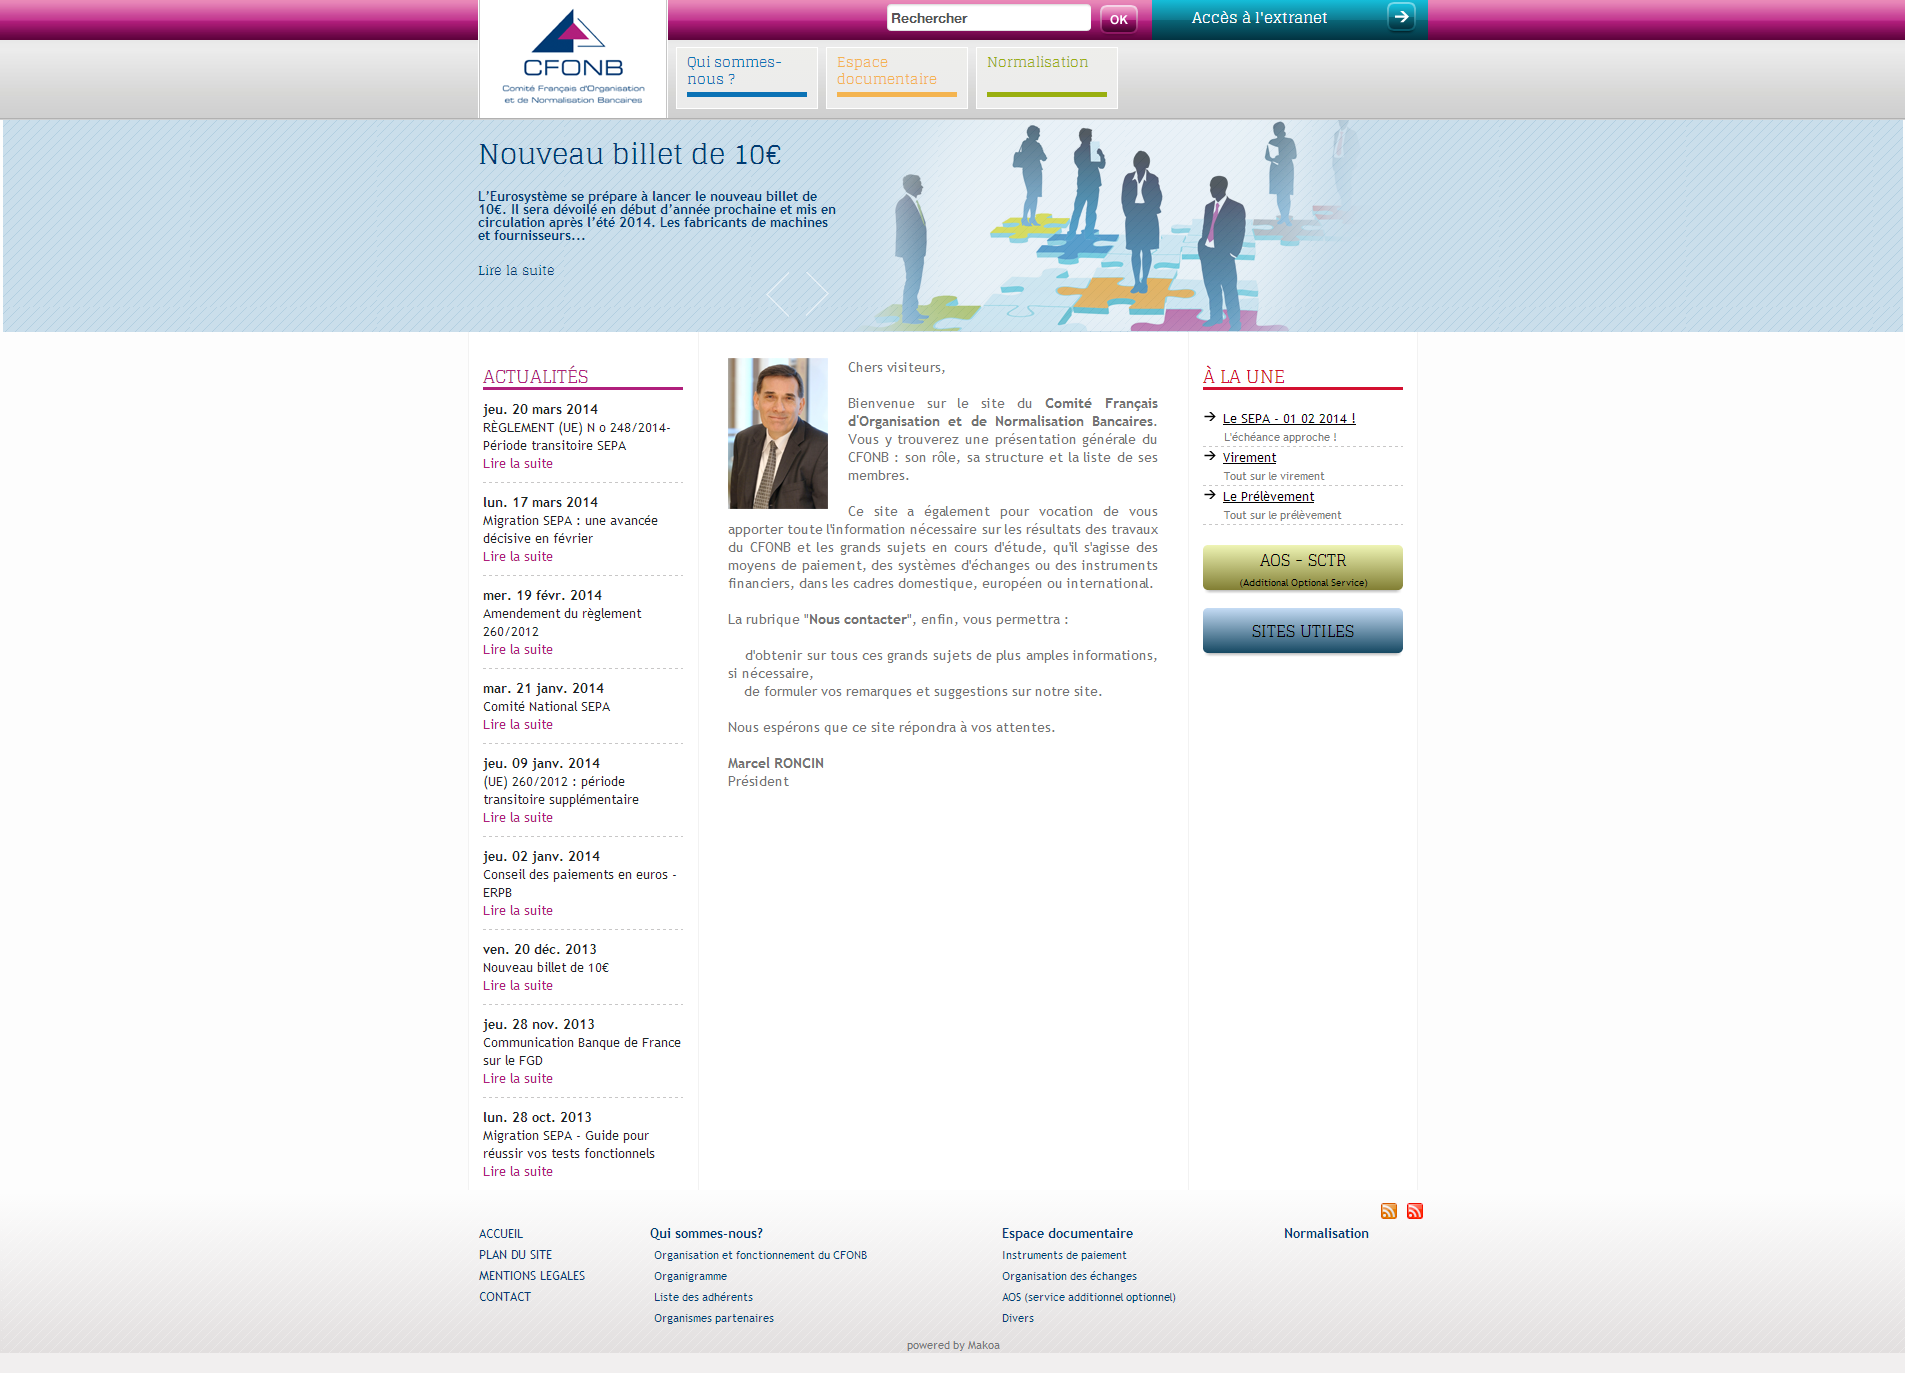 Rechercher
OK
Accès à l'extranet
CFONB
Comité Français d'Organisation
et de Normalisation Bancaires
Qui sommes-
nous ?
Espace
documentaire
Normalisation
Nouveau billet de 10€
L'Eurosystème se prépare à lancer le nouveau billet de
10€. Il sera dévoilé en début d'année prochaine et mis en
circulation après l'été 2014. Les fabricants de machines
et fournisseurs...
Lire la suite
ACTUALITÉS
jeu. 20 mars 2014
RÈGLEMENT (UE) N o 248/2014-
Période transitoire SEPA
Lire la suite
lun. 17 mars 2014
Migration SEPA : une avancée
décisive en février
Lire la suite
mer. 19 févr. 2014
Amendement du règlement
260/2012
Lire la suite
mar. 21 janv. 2014
Comité National SEPA
Lire la suite
jeu. 09 janv. 2014
(UE) 260/2012 : période
transitoire supplémentaire
Lire la suite
jeu. 02 janv. 2014
Conseil des paiements en euros -
ERPB
Lire la suite
ven. 20 déc. 2013
Nouveau billet de 10€
Lire la suite
jeu. 28 nov. 2013
Communication Banque de France
sur le FGD
Lire la suite
lun. 28 oct. 2013
Migration SEPA - Guide pour
réussir vos tests fonctionnels
Lire la suite
Chers visiteurs,
Bienvenue sur le site du Comité Français
d'Organisation et de Normalisation Bancaires.
Vous y trouverez une présentation générale du
CFONB : son rôle, sa structure et la liste de ses
membres.
Ce site a également pour vocation de vous
apporter toute l'information nécessaire sur les résultats des travaux
du CFONB et les grands sujets en cours d'étude, qu'il s'agisse des
moyens de paiement, des systèmes d'échanges ou des instruments
financiers, dans les cadres domestique, européen ou international.
La rubrique "Nous contacter", enfin, vous permettra :
d'obtenir sur tous ces grands sujets de plus amples informations,
si nécessaire,
de formuler vos remarques et suggestions sur notre site.
Nous espérons que ce site répondra à vos attentes.
Marcel RONCIN
Président
À LA UNE
Le SEPA - 01 02 2014 !
L'échéance approche !
Virement
Tout sur le virement
Le Prélèvement
Tout sur le prélèvement
AOS - SCTR
(Additional Optional Service)
SITES UTILES
ACCUEIL
PLAN DU SITE
MENTIONS LEGALES
CONTACT
Qui sommes-nous?
Organisation et fonctionnement du CFONB
Organigramme
Liste des adhérents
Organismes partenaires
Espace documentaire
Instruments de paiement
Organisation des échanges
AOS (service additionnel optionnel)
Divers
Normalisation
powered by Makoa